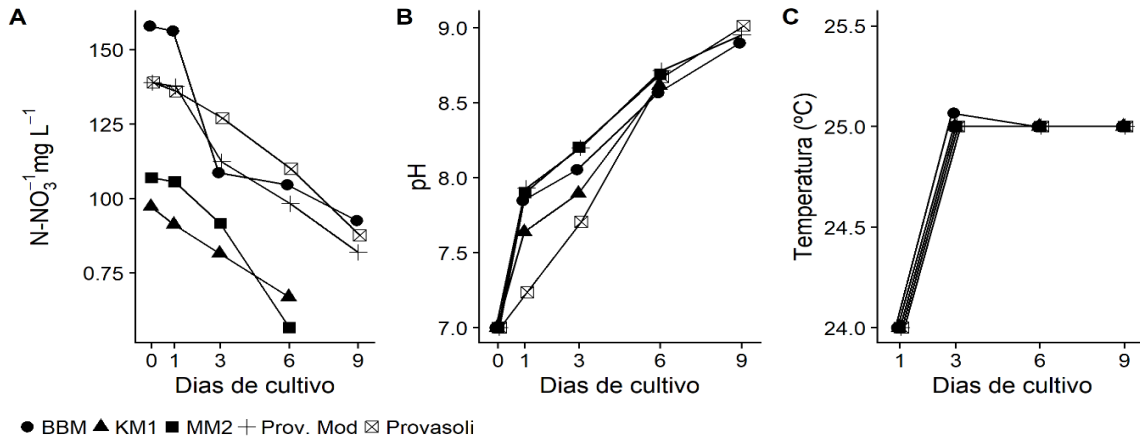 A
N-NO₃⁻¹mg L⁻¹
150
125
100
0.75
0 1 3 6 9
Dias de cultivo
B
pH
9.0
8.5
8.0
7.5
7.0
0 1 3 6 9
Dias de cultivo
C
Temperatura (ºC)
25.5
25.0
24.5
24.0
1 3 6 9
Dias de cultivo
BBM KM1 MM2 Prov. Mod Provasoli